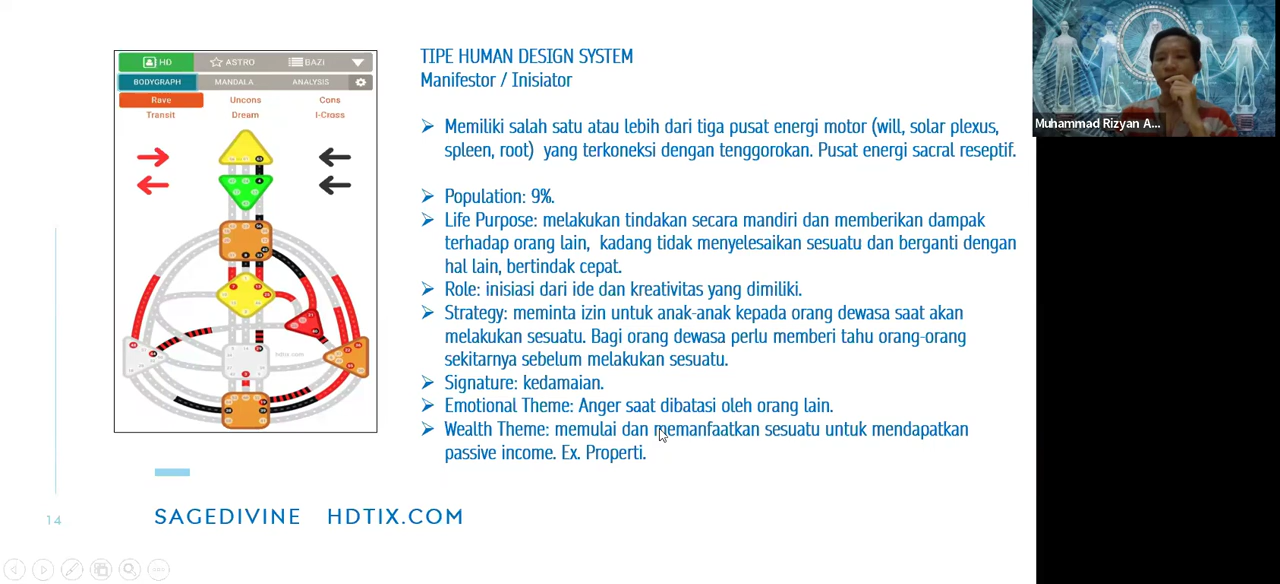 HD
ASTRO
BAZI
BODYGRAPH
MANDALA
ANALYSIS
Rave
Uncons
Cons
Transit
Dream
I-Cross
hdtix.com
TIPE HUMAN DESIGN SYSTEM
Manifestor / Inisiator
Memiliki salah satu atau lebih dari tiga pusat energi motor (will, solar plexus,
spleen, root) yang terkoneksi dengan tenggorokan. Pusat energi sacral reseptif.
Population: 9%.
Life Purpose: melakukan tindakan secara mandiri dan memberikan dampak
terhadap orang lain, kadang tidak menyelesaikan sesuatu dan berganti dengan
hal lain, bertindak cepat.
Role: inisiasi dari ide dan kreativitas yang dimiliki.
Strategy: meminta izin untuk anak-anak kepada orang dewasa saat akan
melakukan sesuatu. Bagi orang dewasa perlu memberi tahu orang-orang
sekitarnya sebelum melakukan sesuatu.
Signature: kedamaian.
Emotional Theme: Anger saat dibatasi oleh orang lain.
Wealth Theme: memulai dan memanfaatkan sesuatu untuk mendapatkan
passive income. Ex. Properti.
14
SAGEDIVINE HDTIX.COM
Muhammad Rizyan A...